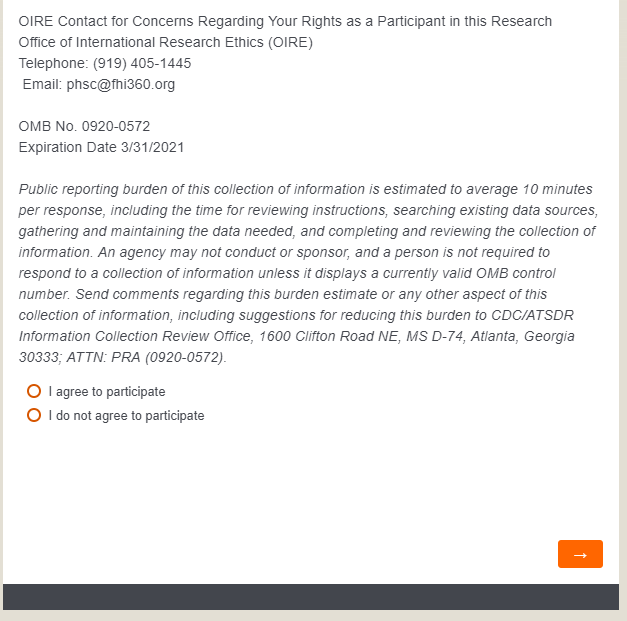 OIRE Contact for Concerns Regarding Your Rights as a Participant in this Research
Office of International Research Ethics (OIRE)
Telephone: (919) 405-1445
Email: phsc@fhi360.org
OMB No. 0920-0572
Expiration Date 3/31/2021
Public reporting burden of this collection of information is estimated to average 10 minutes
per response, including the time for reviewing instructions, searching existing data sources,
gathering and maintaining the data needed, and completing and reviewing the collection of
information. An agency may not conduct or sponsor, and a person is not required to
respond to a collection of information unless it displays a currently valid OMB control
number. Send comments regarding this burden estimate or any other aspect of this
collection of information, including suggestions for reducing this burden to CDC/ATSDR
Information Collection Review Office, 1600 Clifton Road NE, MS D-74, Atlanta, Georgia
30333; ATTN: PRA (0920-0572).
I agree to participate
I do not agree to participate
→